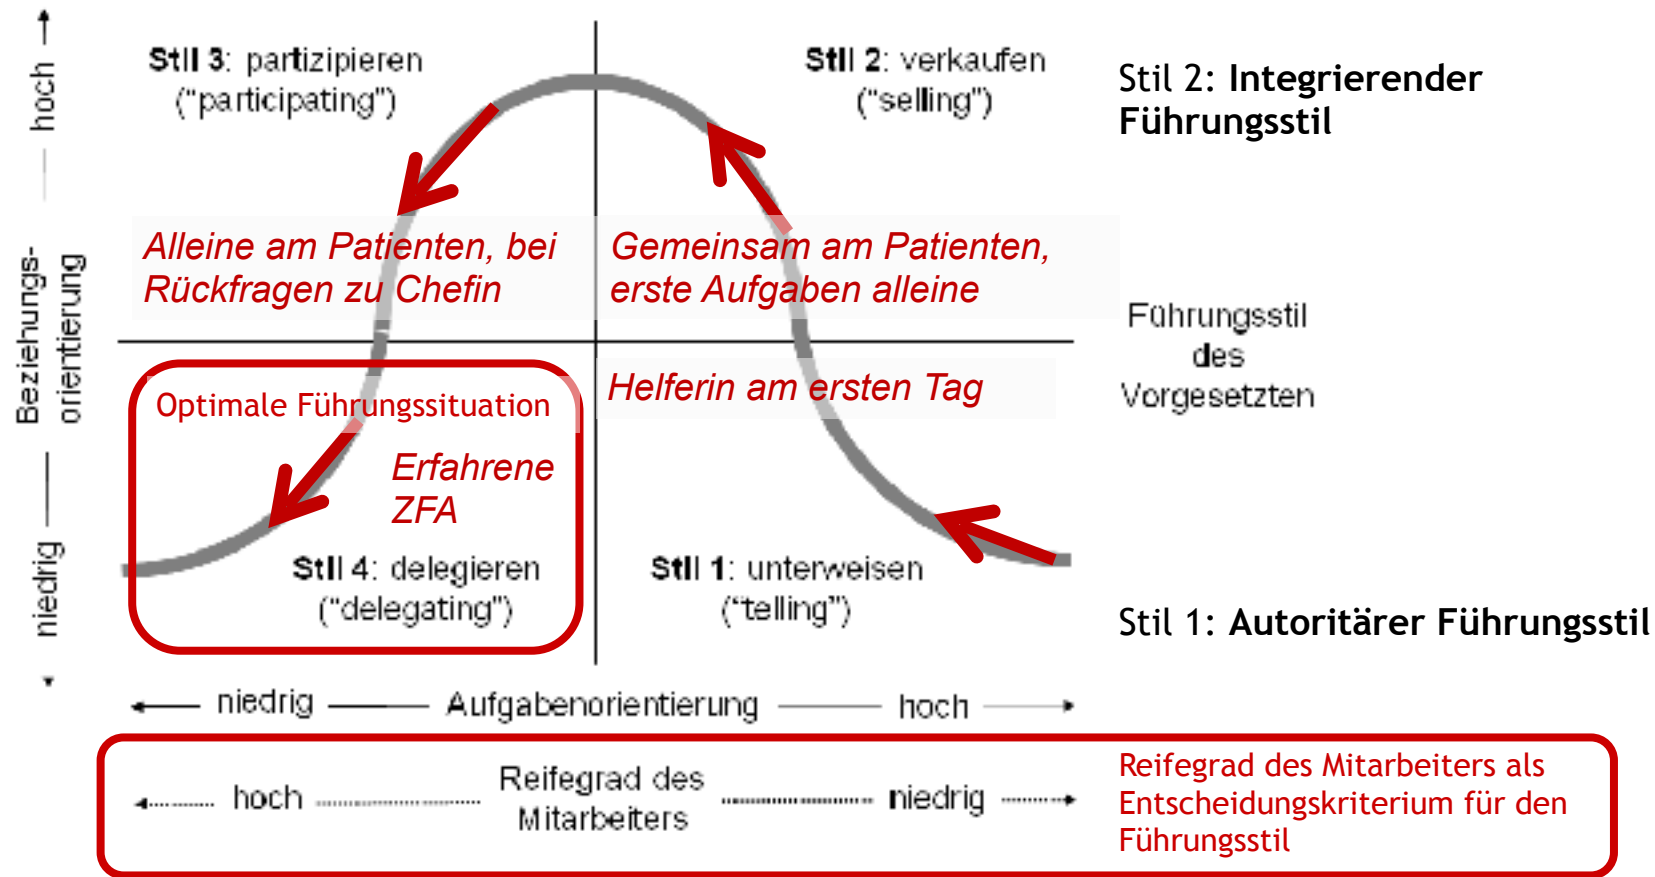 hoch
Beziehungs-
orientierung
niedrig
Stil 3: partizipieren
("participating")
Stil 2: verkaufen
("selling")
Stil 2: Integrierender
Führungsstil
Alleine am Patienten, bei
Rückfragen zu Chefin
Gemeinsam am Patienten,
erste Aufgaben alleine
Führungsstil
des
Vorgesetzten
Optimale Führungssituation
Helferin am ersten Tag
Erfahrene
ZFA
Stil 4: delegieren
("delegating")
Stil 1: unterweisen
("telling")
Stil 1: Autoritärer Führungsstil
niedrig Aufgabenorientierung hoch
hoch Reifegrad des niedrig
Mitarbeiters
Reifegrad des Mitarbeiters als
Entscheidungskriterium für den
Führungsstil